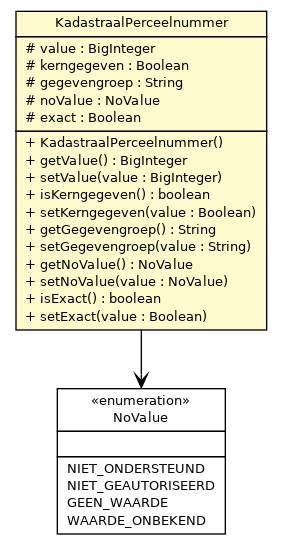 KadastraalPerceelnummer
# value : BigInteger
# kerngegeven : Boolean
# gegevengroep : String
# noValue : NoValue
# exact : Boolean
+ KadastraalPerceelnummer()
+ getValue() : BigInteger
+ setValue(value : BigInteger)
+ isKerngegeven() : boolean
+ setKerngegeven(value : Boolean)
+ getGegevengroep() : String
+ setGegevengroep(value : String)
+ getNoValue() : NoValue
+ setNoValue(value : NoValue)
+ isExact() : boolean
+ setExact(value : Boolean)
«enumeration»
NoValue
NIET_ONDERSTEUND
NIET_GEAUTORISEERD
GEEN_WAARDE
WAARDE_ONBEKEND